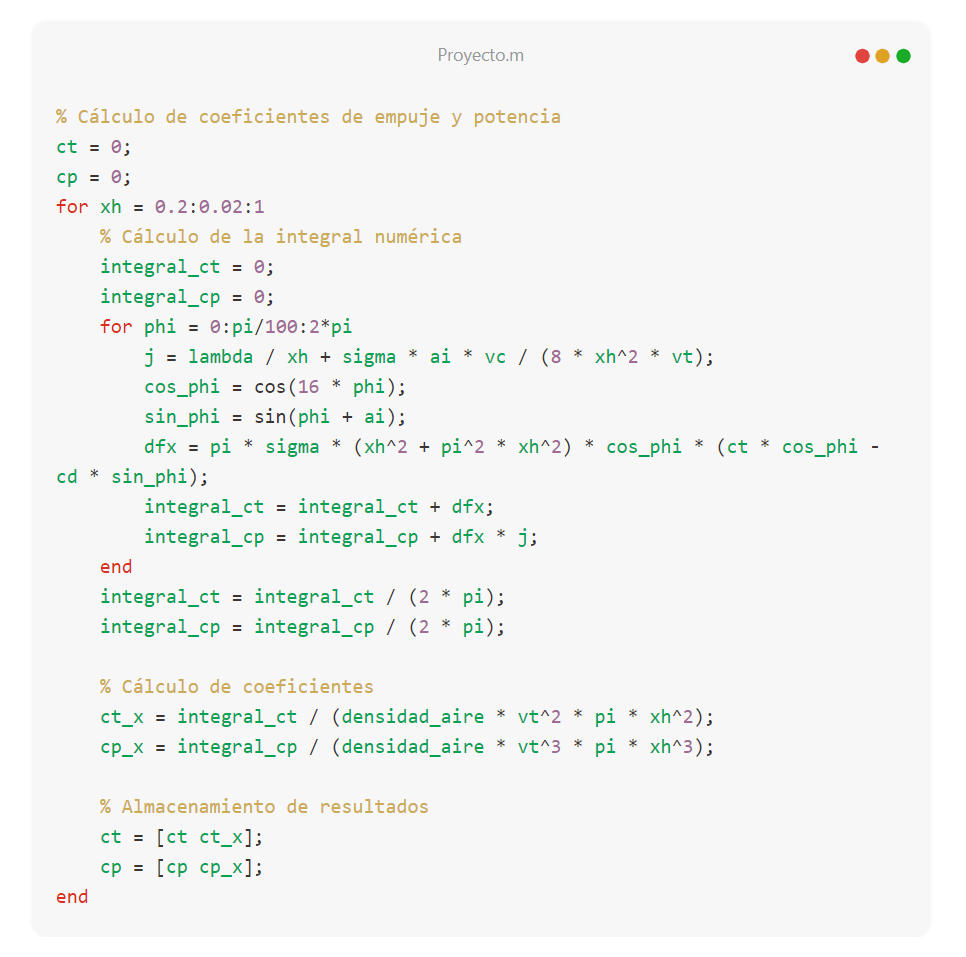 Proyecto.m
% Cálculo de coeficientes de empuje y potencia
ct = 0;
cp = 0;
for xh = 0.2:0.02:1
    % Cálculo de la integral numérica
    integral_ct = 0;
    integral_cp = 0;
    for phi = 0:pi/100:2*pi
        j = lambda / xh + sigma * ai * vc / (8 * xh^2 * vt);
        cos_phi = cos(16 * phi);
        sin_phi = sin(phi + ai);
        dfx = pi * sigma * (xh^2 + pi^2 * xh^2) * cos_phi * (ct * cos_phi -
cd * sin_phi);
        integral_ct = integral_ct + dfx;
        integral_cp = integral_cp + dfx * j;
    end
    integral_ct = integral_ct / (2 * pi);
    integral_cp = integral_cp / (2 * pi);

    % Cálculo de coeficientes
    ct_x = integral_ct / (densidad_aire * vt^2 * pi * xh^2);
    cp_x = integral_cp / (densidad_aire * vt^3 * pi * xh^3);

    % Almacenamiento de resultados
    ct = [ct ct_x];
    cp = [cp cp_x];
end